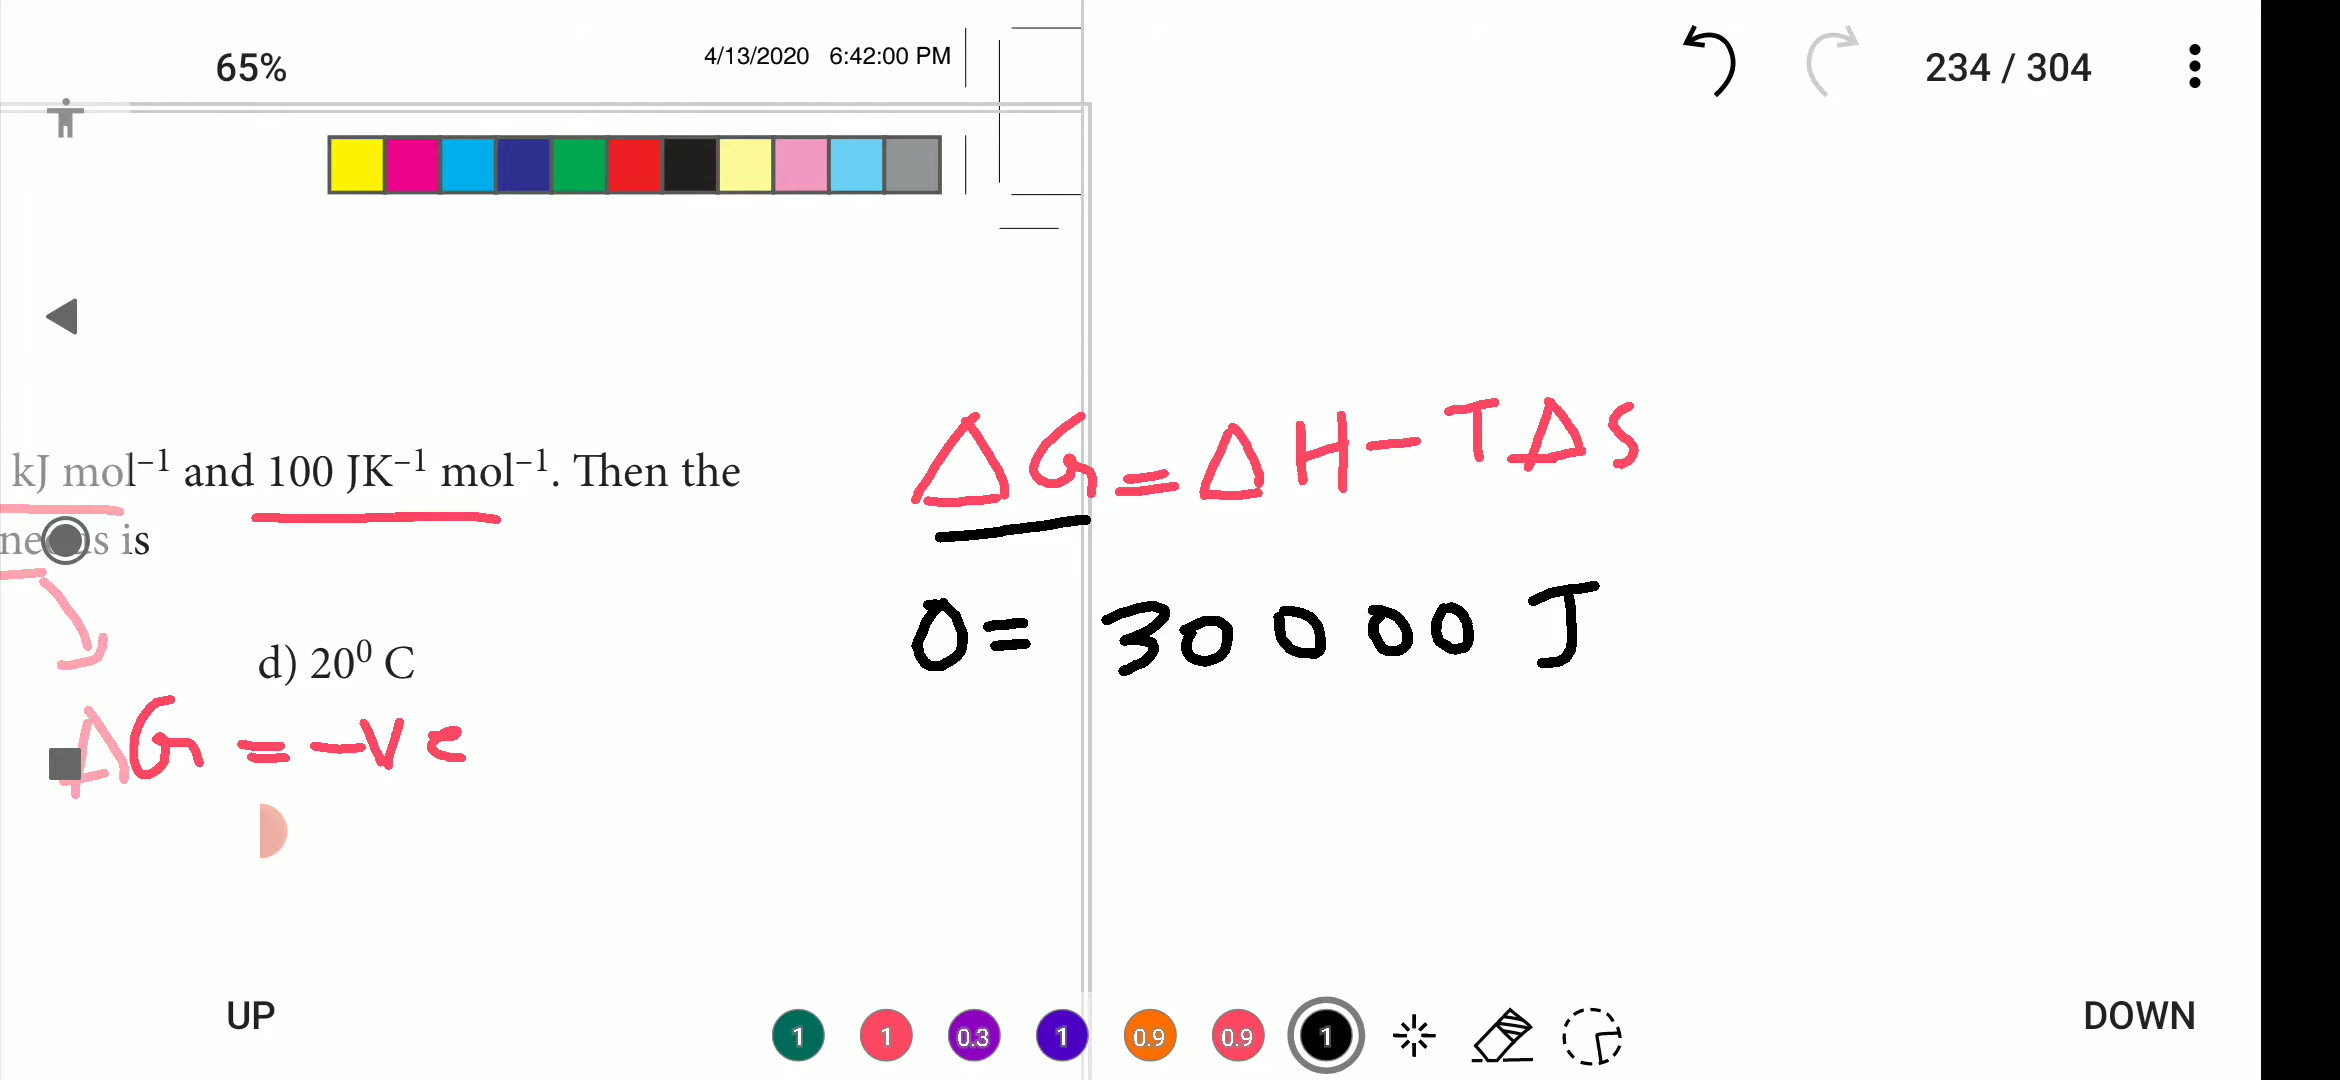 65%
4/13/2020 6:42:00 PM
234 / 304
kJ mol⁻¹ and 100 JK⁻¹ mol⁻¹. Then the
is
d) 20⁰ C
ΔG = -ve
ΔG = ΔH - TΔS
0 = 30000 J
UP
DOWN
1 1 0.3 1 0.9 0.9 1